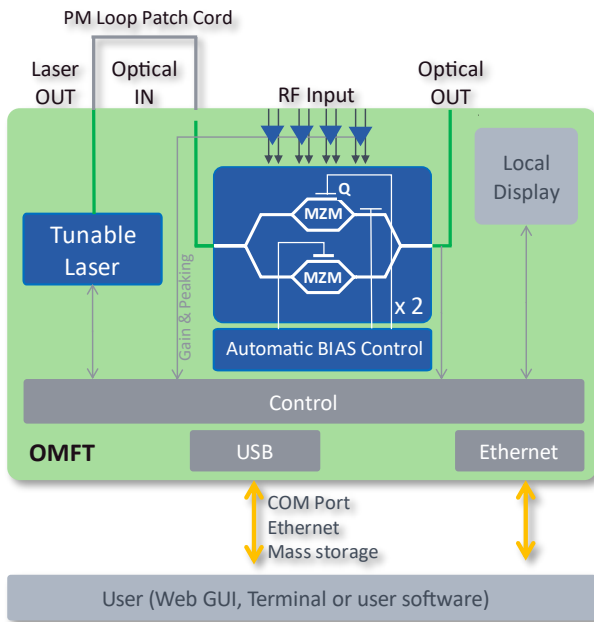 PM Loop Patch Cord
Laser
OUT
Optical
IN
RF Input
Optical
OUT
Local
Display
Tunable
Laser
Q
MZM
MZM
x 2
Gain & Peaking
Automatic BIAS Control
Control
OMFT
USB
Ethernet
COM Port
Ethernet
Mass storage
User (Web GUI, Terminal or user software)